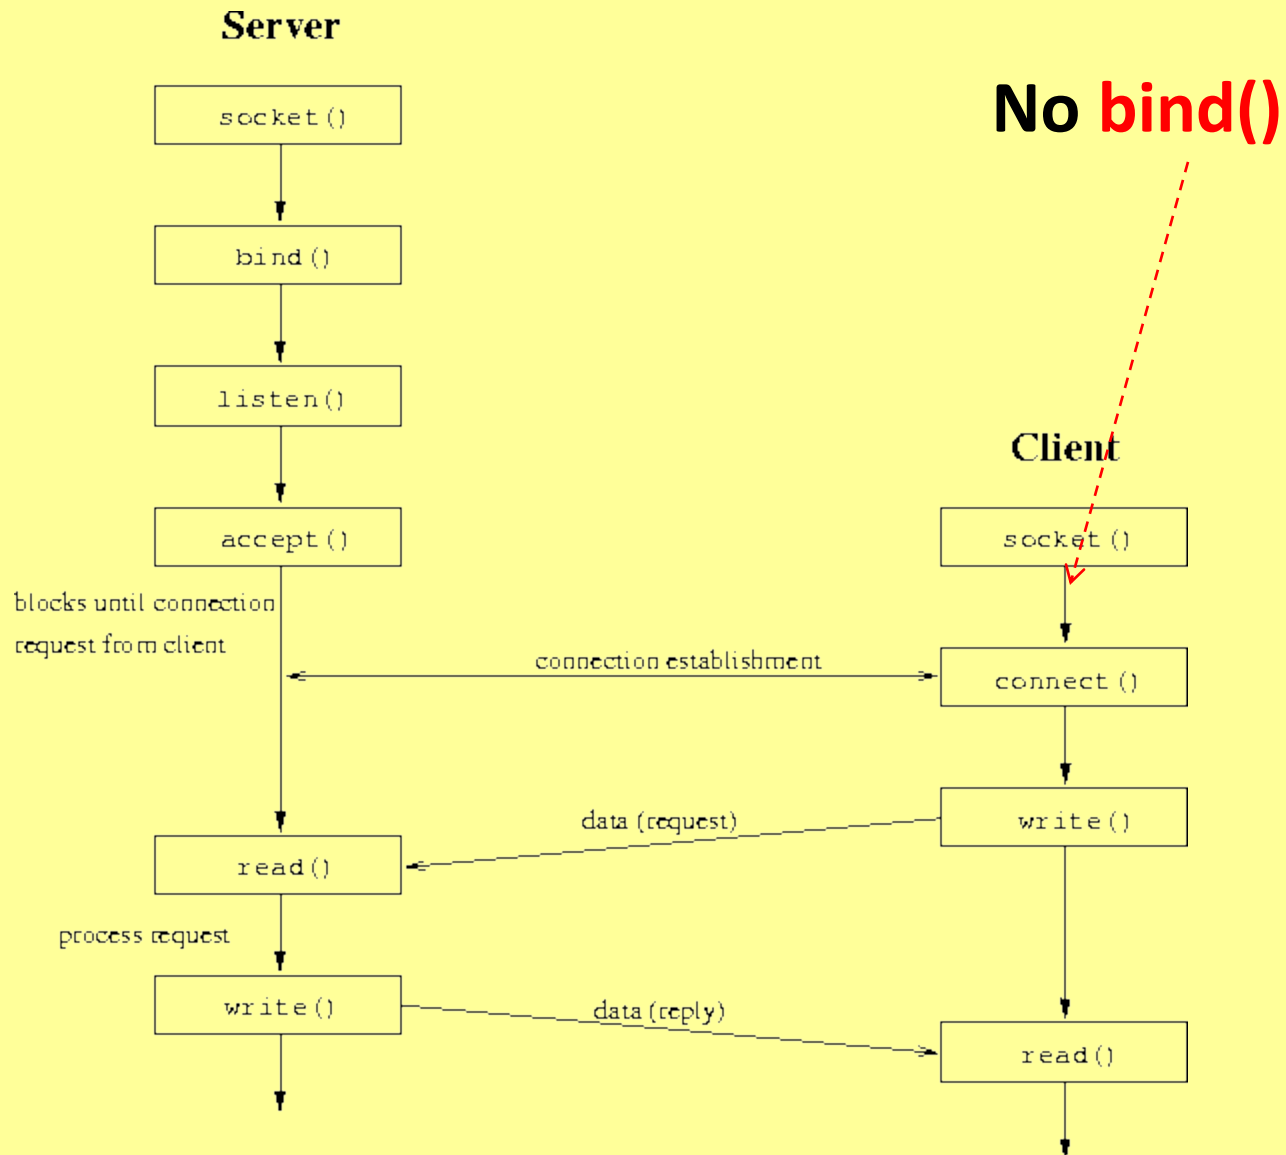 Server
No bind()
socket()
bind()
listen()
Client
accept()
socket()
blocks until connection
request from client
connection establishment
connect()
data (request)
write()
read()
process request
write()
data (reply)
read()